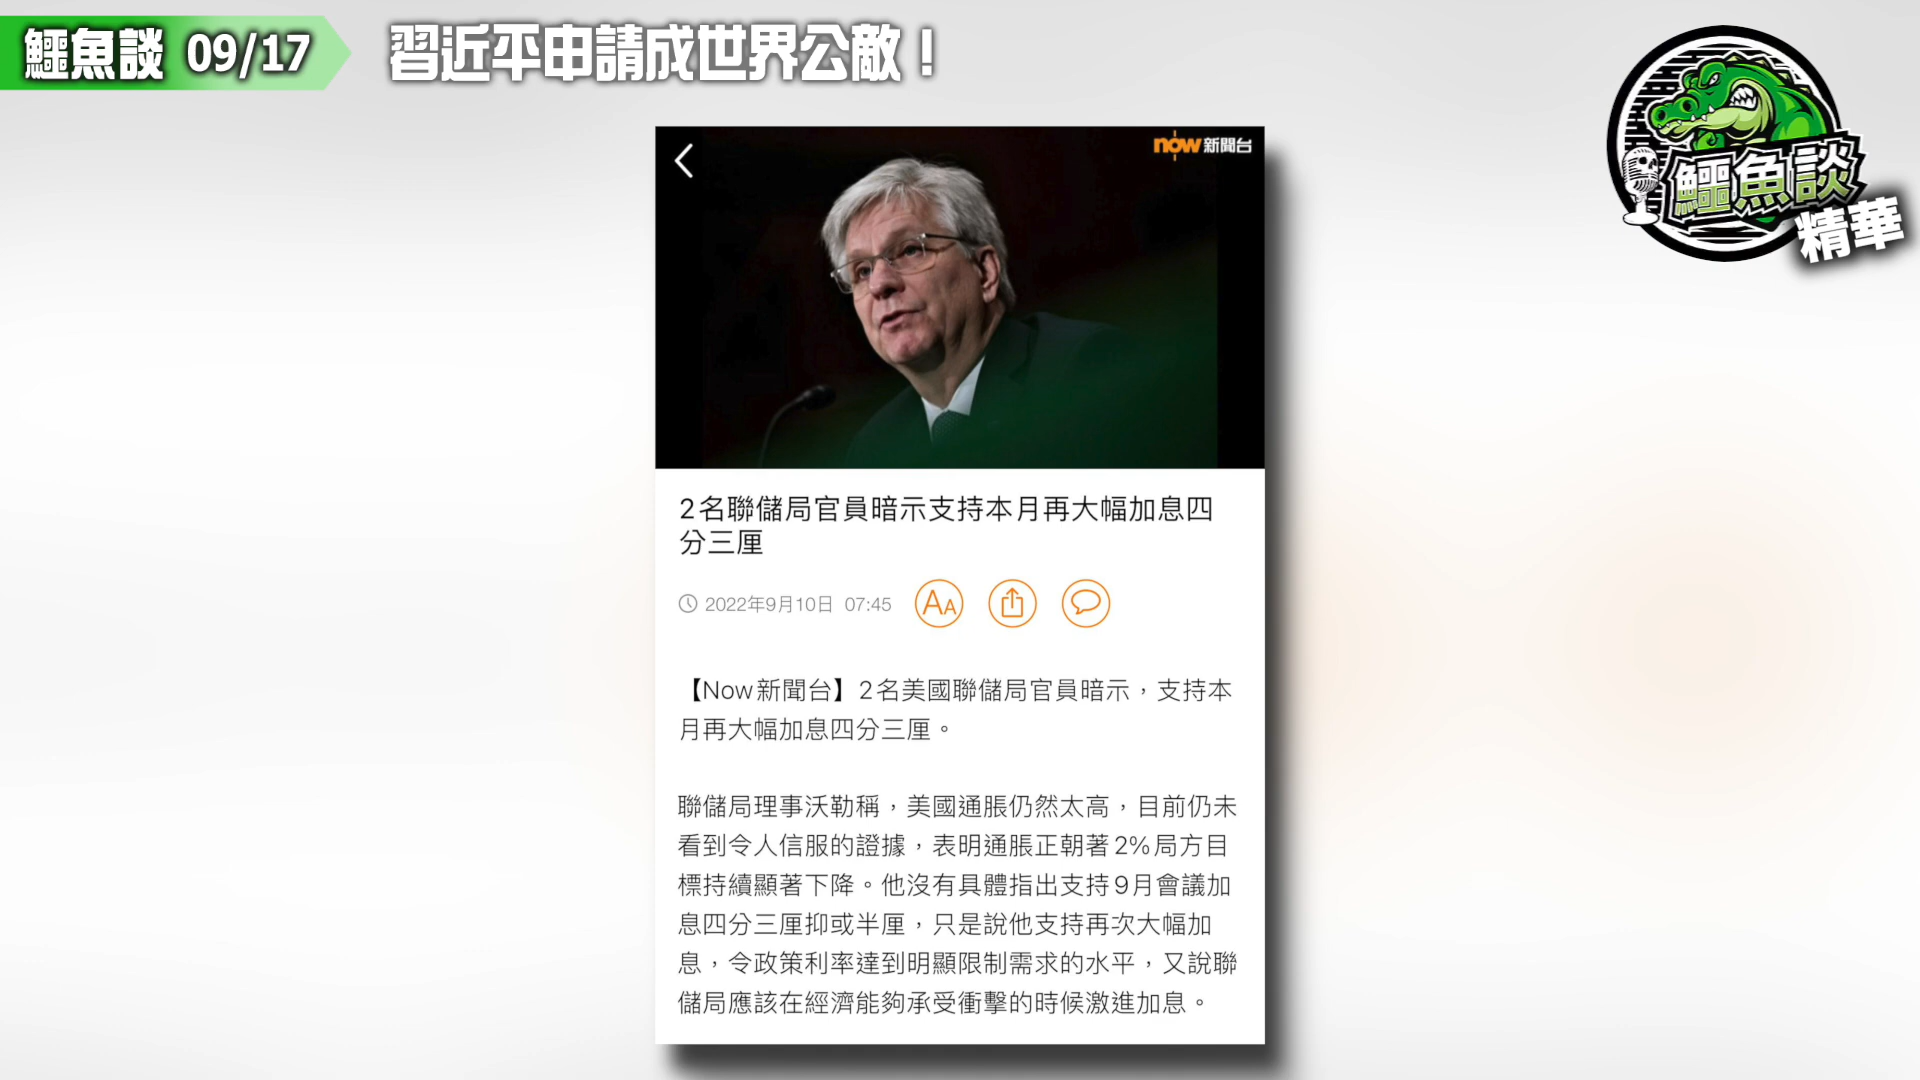 鱷魚談 09/17
習近平申請成世界公敵！
鱷魚談
精華
now新聞台
2名聯儲局官員暗示支持本月再大幅加息四
分三厘
2022年9月10日 07:45
AA
【Now新聞台】2名美國聯儲局官員暗示，支持本
月再大幅加息四分三厘。
聯儲局理事沃勒稱，美國通脹仍然太高，目前仍未
看到令人信服的證據，表明通脹正朝著2%局方目
標持續顯著下降。他沒有具體指出支持9月會議加
息四分三厘抑或半厘，只是說他支持再次大幅加
息，令政策利率達到明顯限制需求的水平，又說聯
儲局應該在經濟能夠承受衝擊的時候激進加息。